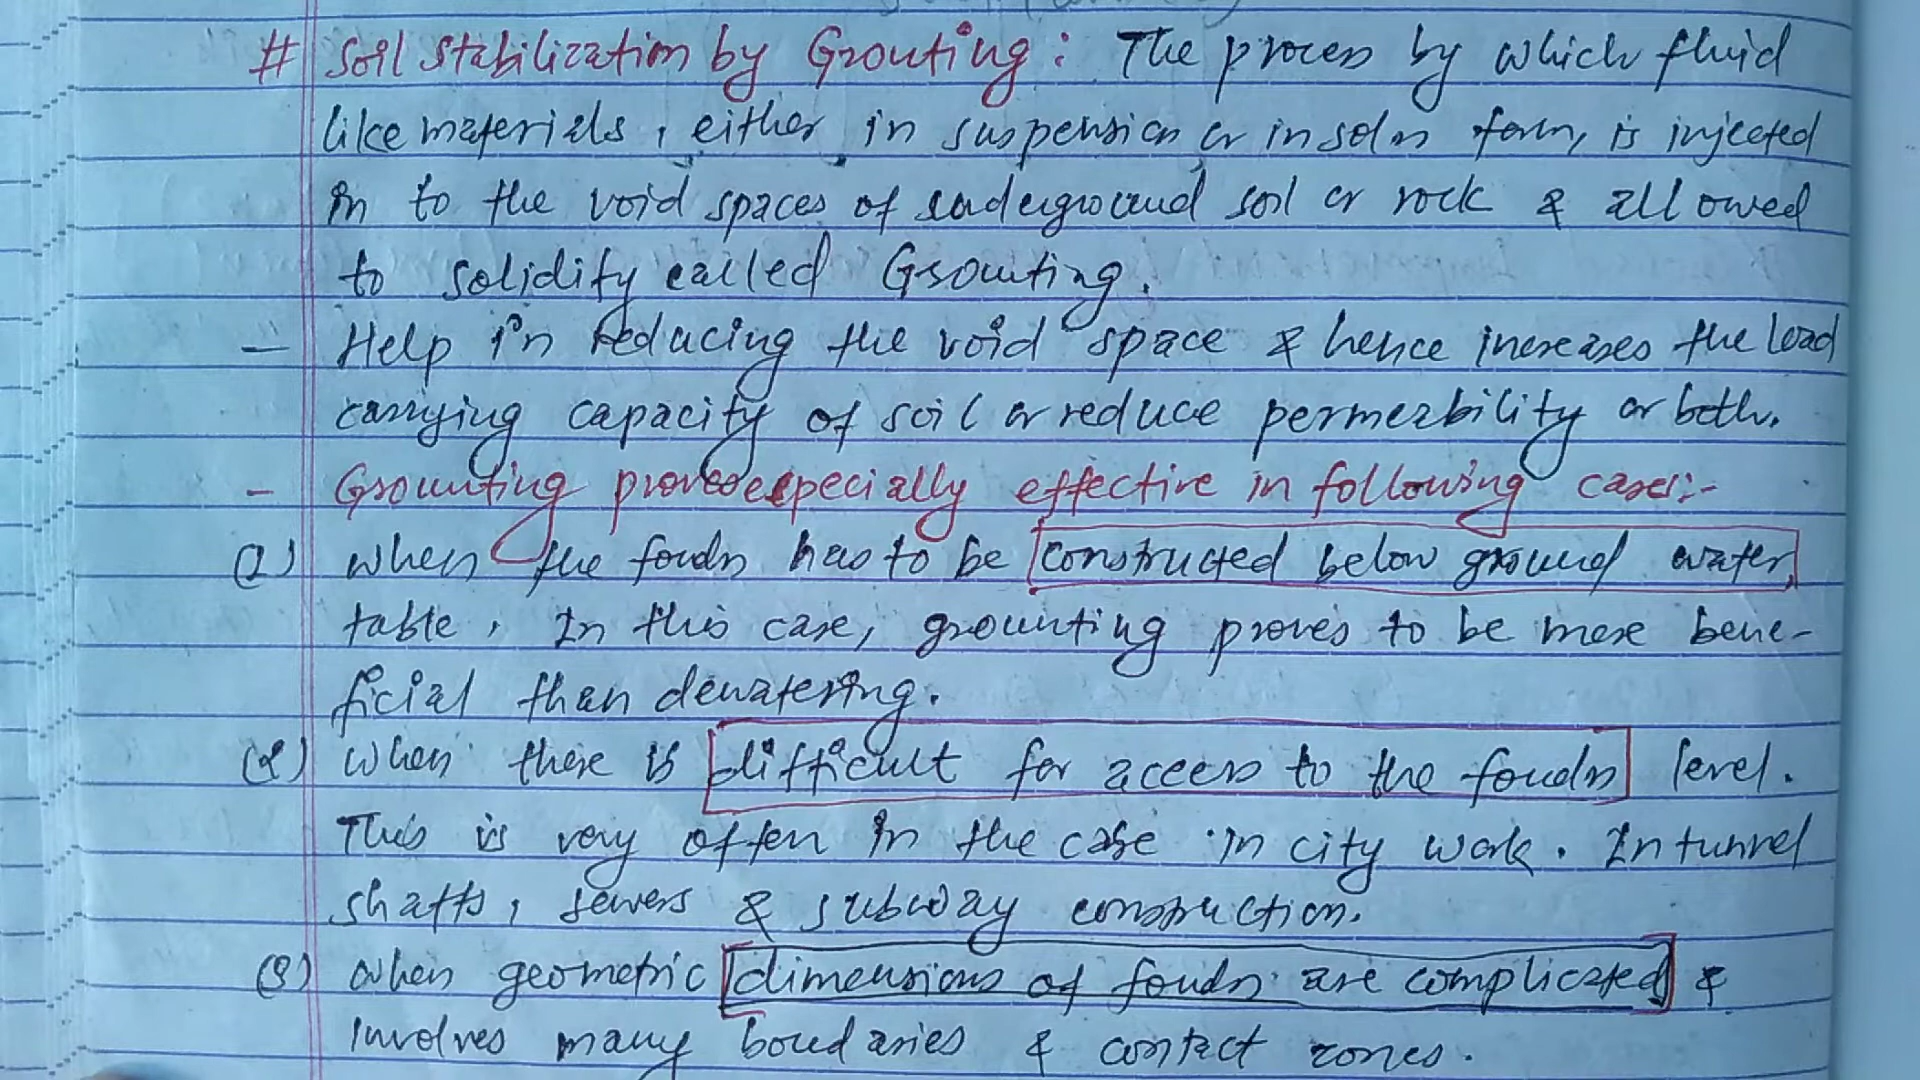 # Soil Stabilization by Grouting : The process by which fluid
like materials, either in suspension or in soln form, is injected
in to the void spaces of underground soil or rock & allowed
to solidify called Grounting.
- Help in reducing the void space & hence increases the load
carrying capacity of soil or reduce permeability or both.
- Grounting proves especially effective in following cases:-
(1) when the foudn has to be constructed below ground water
table, In this case, grounting proves to be more bene-
ficial than dewatering.
(2) when there is difficult for access to the foudn level.
This is very often in the case in city work. In tunnel
shafts, sewers & subway construction.
(3) when geometric dimensions of foudn are complicated &
involves many boudaries & contact zones.